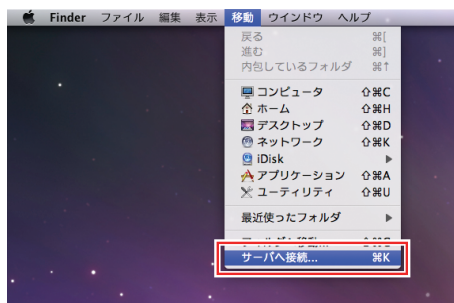 Finder ファイル 編集 表示 移動 ウインドウ ヘルプ
戻る ⌘[
進む ⌘]
内包しているフォルダ ⌘↑
コンピュータ ⇧⌘C
ホーム ⇧⌘H
デスクトップ ⇧⌘D
ネットワーク ⇧⌘K
iDisk ▶
アプリケーション ⇧⌘A
ユーティリティ ⇧⌘U
最近使ったフォルダ ▶
サーバへ接続... ⌘K